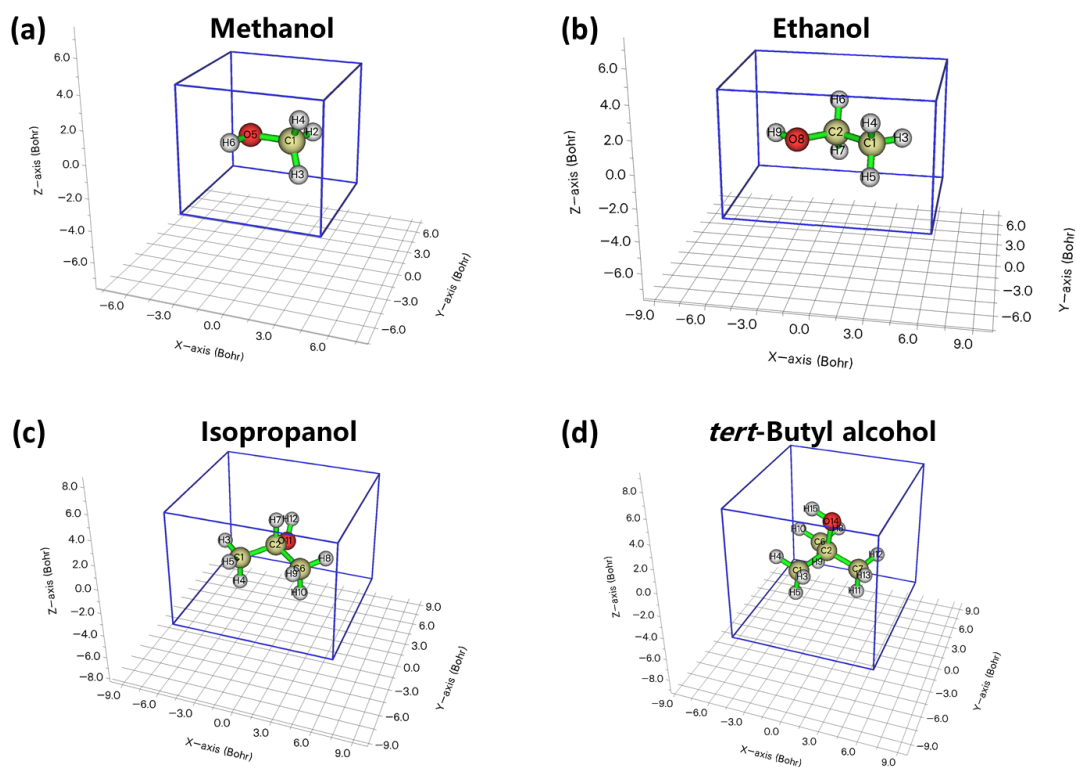 (a) Methanol
6.0
4.0
2.0
0.0
−2.0
−4.0
−6.0
Z−axis (Bohr)
H4
H2
O5
C1
H6
H3
6.0
3.0
0.0
−3.0
−6.0
Y−axis (Bohr)
−6.0
−3.0
0.0
3.0
6.0
X−axis (Bohr)
(b) Ethanol
6.0
4.0
2.0
0.0
−2.0
−4.0
−6.0
Z−axis (Bohr)
H6
H4
H9
C2
O8
H3
C1
H7
H5
6.0
3.0
0.0
−3.0
−6.0
Y−axis (Bohr)
−9.0
−6.0
−3.0
0.0
3.0
6.0
9.0
X−axis (Bohr)
(c) Isopropanol
8.0
6.0
4.0
2.0
0.0
−2.0
−4.0
−6.0
−8.0
Z−axis (Bohr)
H7
H12
H3
C2
O11
C1
H8
H5
C6
H9
H4
H10
9.0
6.0
3.0
0.0
−3.0
−6.0
−9.0
Y−axis (Bohr)
−9.0
−6.0
−3.0
0.0
3.0
6.0
9.0
X−axis (Bohr)
(d) tert-Butyl alcohol
8.0
6.0
4.0
2.0
0.0
−2.0
−4.0
−6.0
−8.0
Z−axis (Bohr)
H15
O14
H10
H8
C6
C2
H4
H12
H9
C1
C7
H3
H13
H5
H11
9.0
6.0
3.0
0.0
−3.0
−6.0
−9.0
Y−axis (Bohr)
−9.0
−6.0
−3.0
0.0
3.0
6.0
9.0
X−axis (Bohr)